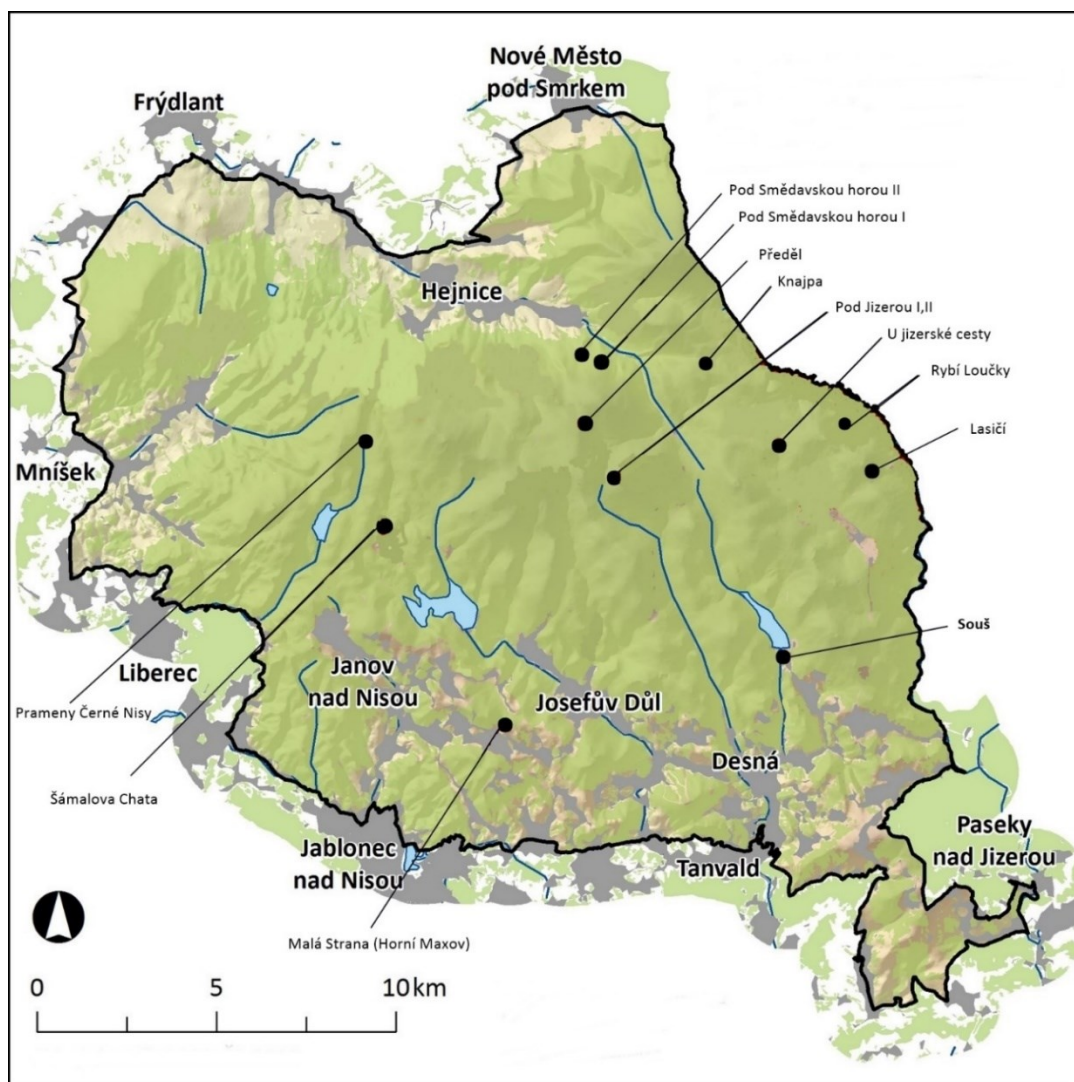 Nové Město
pod Smrkem
Frýdlant
Pod Smědavskou horou II
Pod Smědavskou horou I
Předěl
Knajpa
Hejnice
Pod Jizerou I,II
U jizerské cesty
Rybí Loučky
Lasičí
Mníšek
Souš
Liberec
Janov
nad Nisou
Josefův Důl
Prameny Černé Nisy
Desná
Šámalova Chata
Paseky
nad Jizerou
Jablonec
nad Nisou
Tanvald
Malá Strana (Horní Maxov)
0 5 10 km